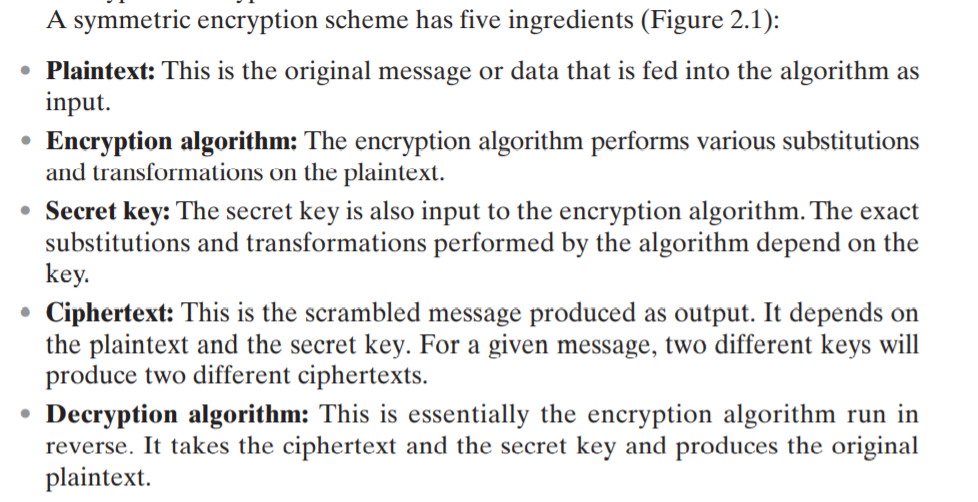 A symmetric encryption scheme has five ingredients (Figure 2.1):
• Plaintext: This is the original message or data that is fed into the algorithm as
input.
• Encryption algorithm: The encryption algorithm performs various substitutions
and transformations on the plaintext.
• Secret key: The secret key is also input to the encryption algorithm. The exact
substitutions and transformations performed by the algorithm depend on the
key.
• Ciphertext: This is the scrambled message produced as output. It depends on
the plaintext and the secret key. For a given message, two different keys will
produce two different ciphertexts.
• Decryption algorithm: This is essentially the encryption algorithm run in
reverse. It takes the ciphertext and the secret key and produces the original
plaintext.